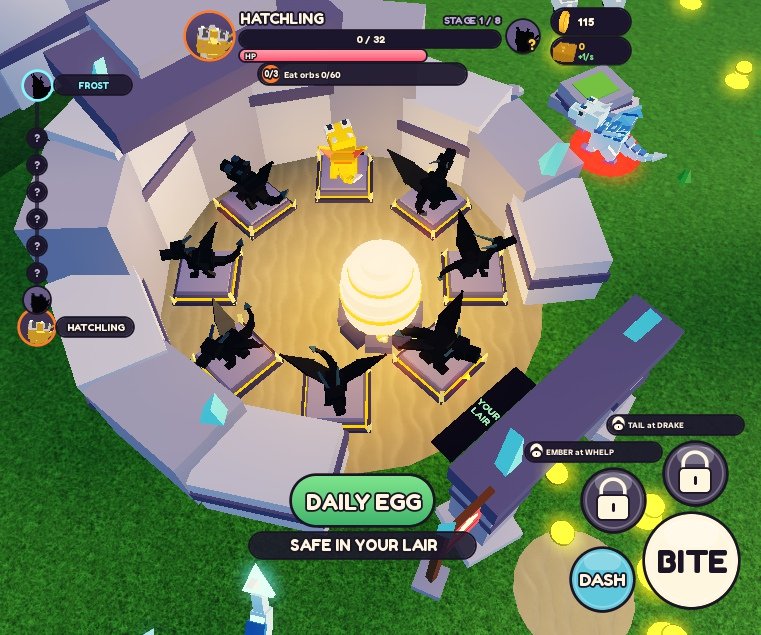 HATCHLING
STAGE 1 / 8
0 / 32
115
HP
0
+1/s
0/3 Eat orbs 0/60
?
FROST
?
?
?
?
?
?
HATCHLING
YOUR
LAIR
TAIL at DRAKE
EMBER at WHELP
DAILY EGG
SAFE IN YOUR LAIR
BITE
DASH